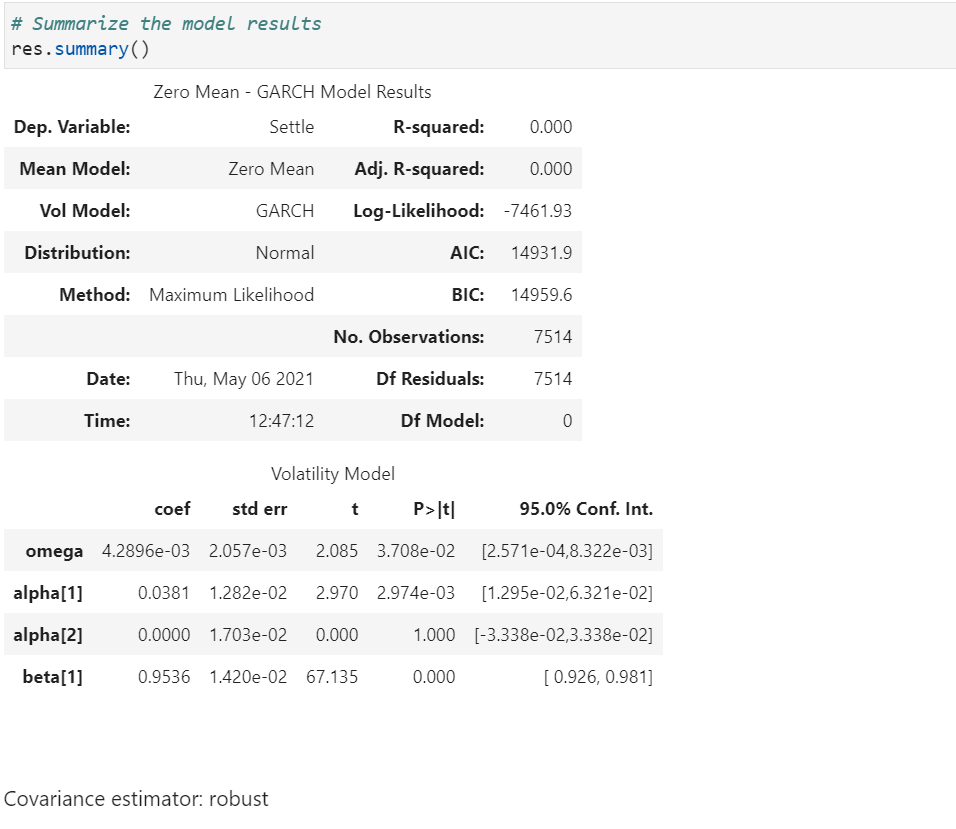 # Summarize the model results
res.summary()
Zero Mean - GARCH Model Results
Dep. Variable: Settle R-squared: 0.000
Mean Model: Zero Mean Adj. R-squared: 0.000
Vol Model: GARCH Log-Likelihood: -7461.93
Distribution: Normal AIC: 14931.9
Method: Maximum Likelihood BIC: 14959.6
No. Observations: 7514
Date: Thu, May 06 2021 Df Residuals: 7514
Time: 12:47:12 Df Model: 0
Volatility Model
coef std err t P>|t| 95.0% Conf. Int.
omega 4.2896e-03 2.057e-03 2.085 3.708e-02 [2.571e-04,8.322e-03]
alpha[1] 0.0381 1.282e-02 2.970 2.974e-03 [1.295e-02,6.321e-02]
alpha[2] 0.0000 1.703e-02 0.000 1.000 [-3.338e-02,3.338e-02]
beta[1] 0.9536 1.420e-02 67.135 0.000 [ 0.926, 0.981]
Covariance estimator: robust